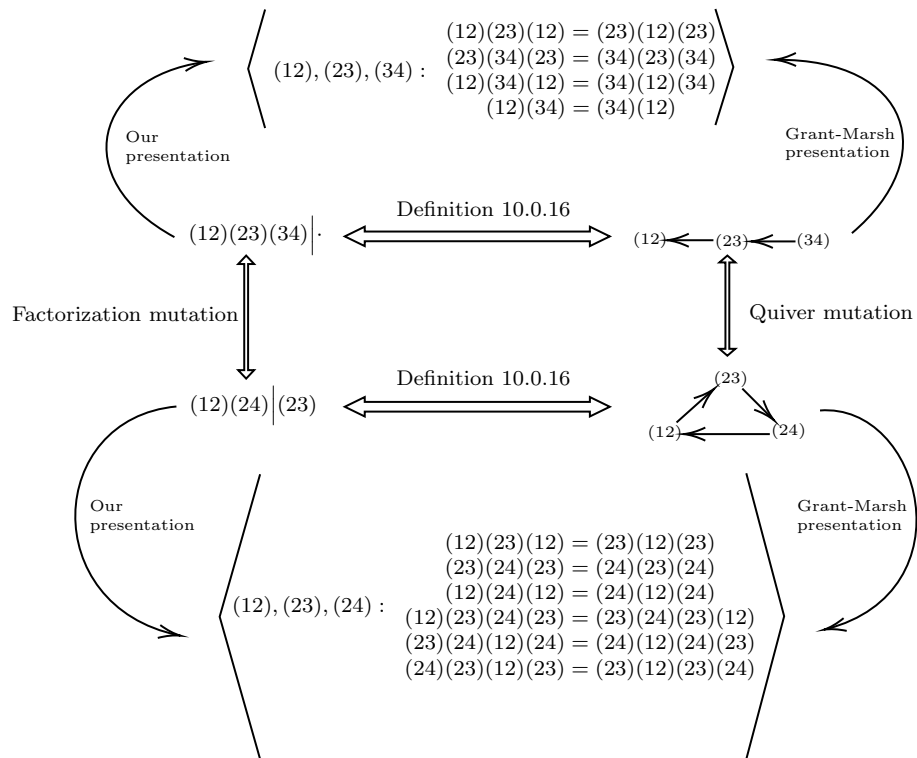 (12)(23)(12) = (23)(12)(23)
(23)(34)(23) = (34)(23)(34)
(12), (23), (34) :
(12)(34)(12) = (34)(12)(34)
(12)(34) = (34)(12)
Our
presentation
Grant-Marsh
presentation
Definition 10.0.16
(12)(23)(34)|·
(12) (23) (34)
Factorization mutation
Quiver mutation
Definition 10.0.16
(23)
(12)(24)|(23)
(12) (24)
Our
presentation
Grant-Marsh
presentation
(12)(23)(12) = (23)(12)(23)
(23)(24)(23) = (24)(23)(24)
(12)(24)(12) = (24)(12)(24)
(12), (23), (24) :
(12)(23)(24)(23) = (23)(24)(23)(12)
(23)(24)(12)(24) = (24)(12)(24)(23)
(24)(23)(12)(23) = (23)(12)(23)(24)